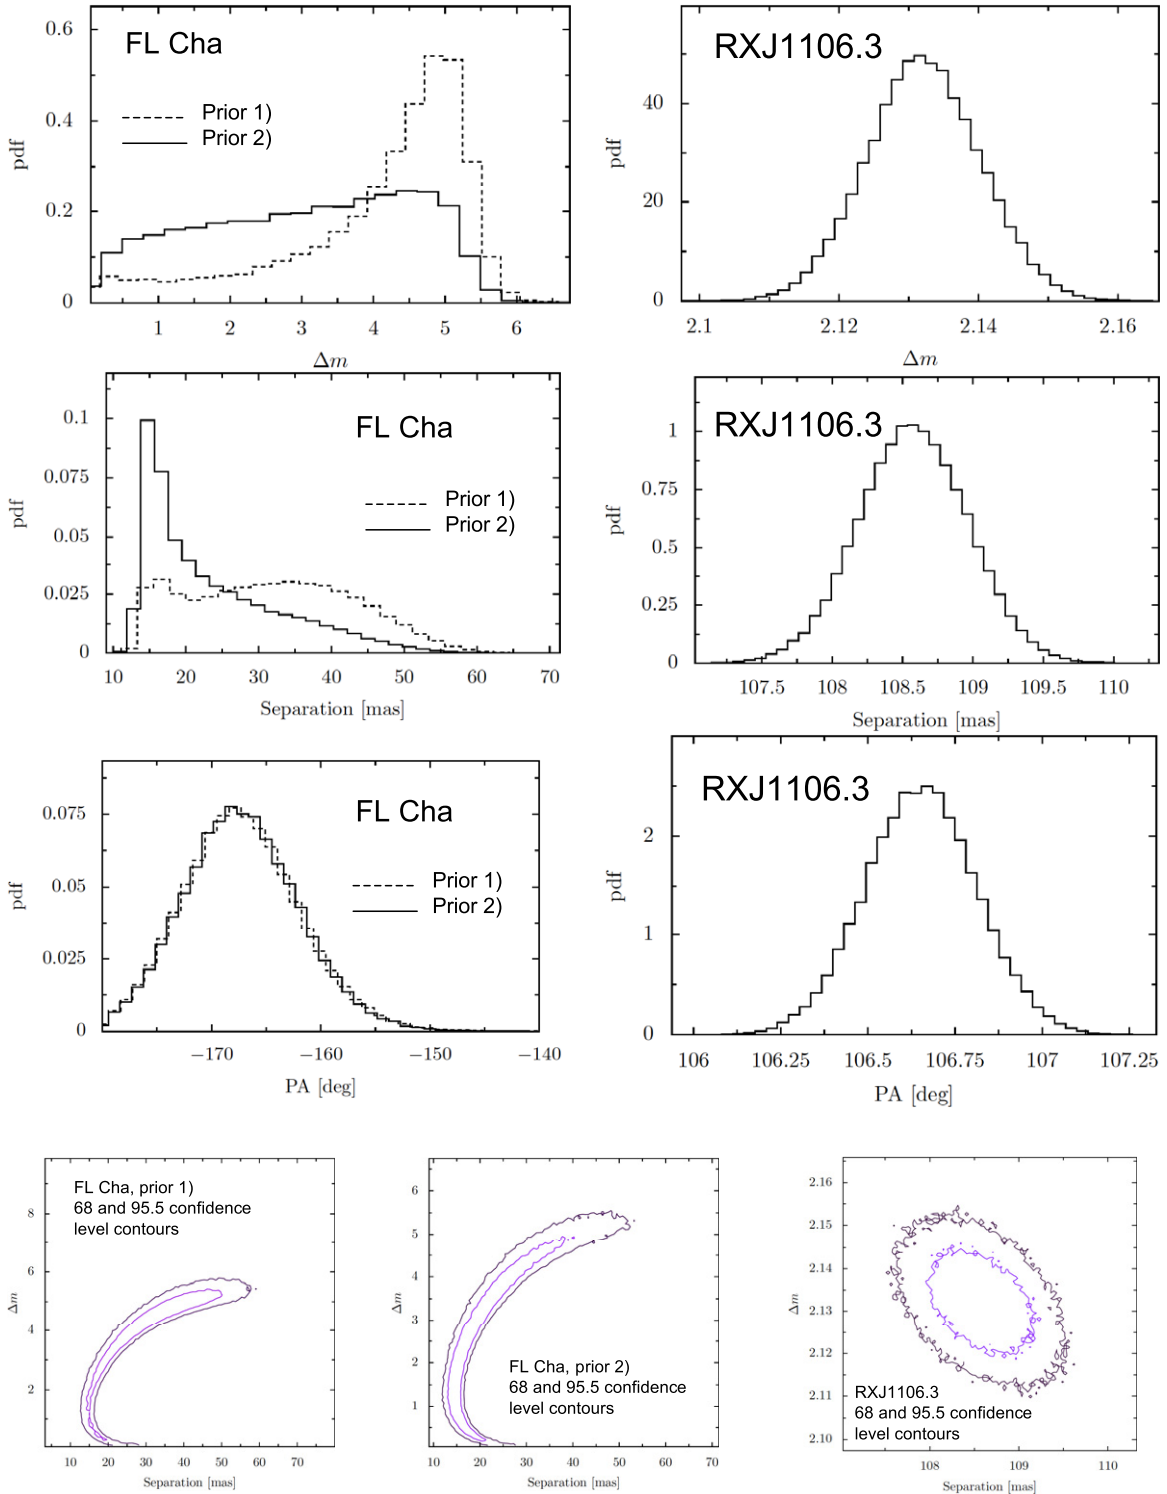 FL Cha
Prior 1)
Prior 2)
pdf
0.6
0.4
0.2
0
1 2 3 4 5 6
Δm
RXJ1106.3
pdf
40
20
0
2.1 2.12 2.14 2.16
Δm
FL Cha
Prior 1)
Prior 2)
pdf
0.1
0.075
0.05
0.025
0
10 20 30 40 50 60 70
Separation [mas]
RXJ1106.3
pdf
1
0.75
0.5
0.25
0
107.5 108 108.5 109 109.5 110
Separation [mas]
FL Cha
Prior 1)
Prior 2)
pdf
0.075
0.05
0.025
0
−170 −160 −150 −140
PA [deg]
RXJ1106.3
pdf
2
1
0
106 106.25 106.5 106.75 107 107.25
PA [deg]
FL Cha, prior 1)
68 and 95.5 confidence
level contours
Δm
8
6
4
2
10 20 30 40 50 60 70
Separation [mas]
FL Cha, prior 2)
68 and 95.5 confidence
level contours
Δm
6
5
4
3
2
1
10 20 30 40 50 60 70
Separation [mas]
RXJ1106.3
68 and 95.5 confidence
level contours
Δm
2.16
2.15
2.14
2.13
2.12
2.11
2.10
108 109 110
Separation [mas]